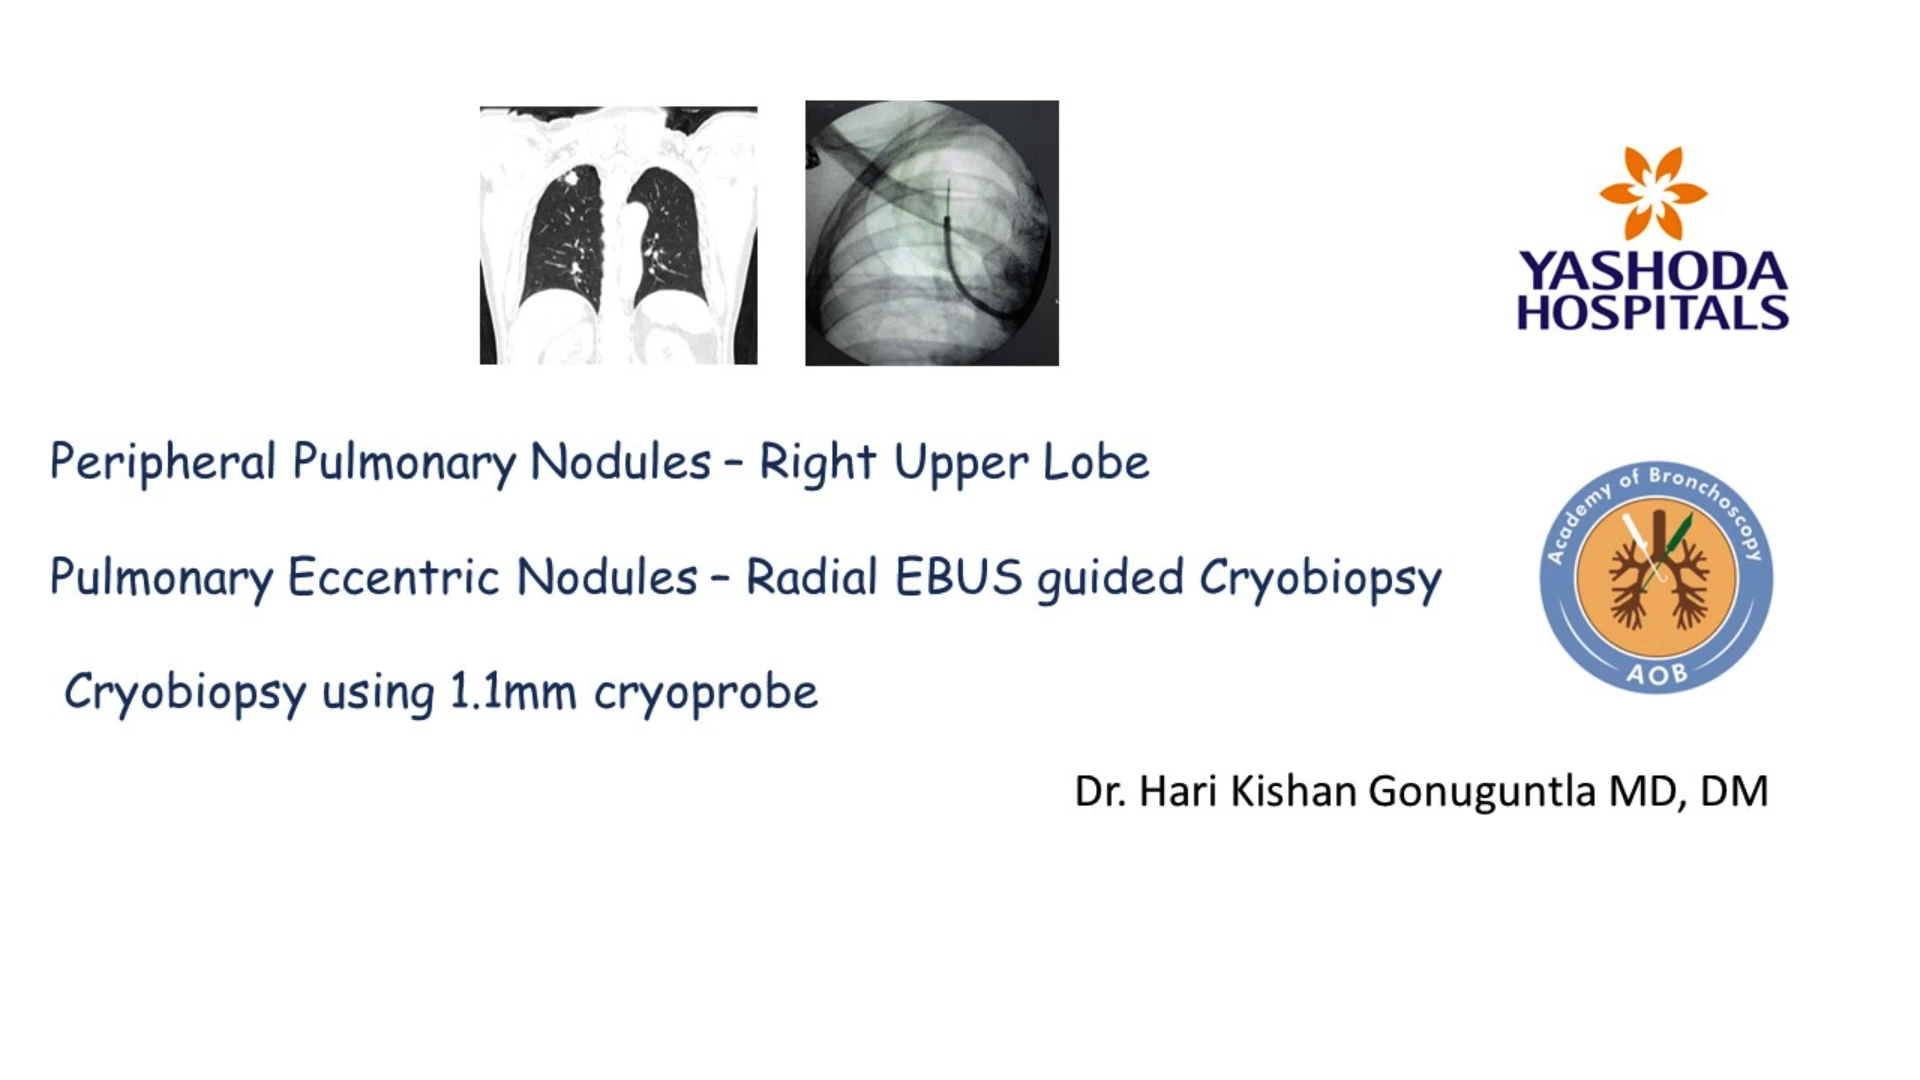 YASHODA
HOSPITALS
Peripheral Pulmonary Nodules – Right Upper Lobe
Pulmonary Eccentric Nodules – Radial EBUS guided Cryobiopsy
Academy of Bronchoscopy
AOB
Cryobiopsy using 1.1mm cryoprobe
Dr. Hari Kishan Gonuguntla MD, DM